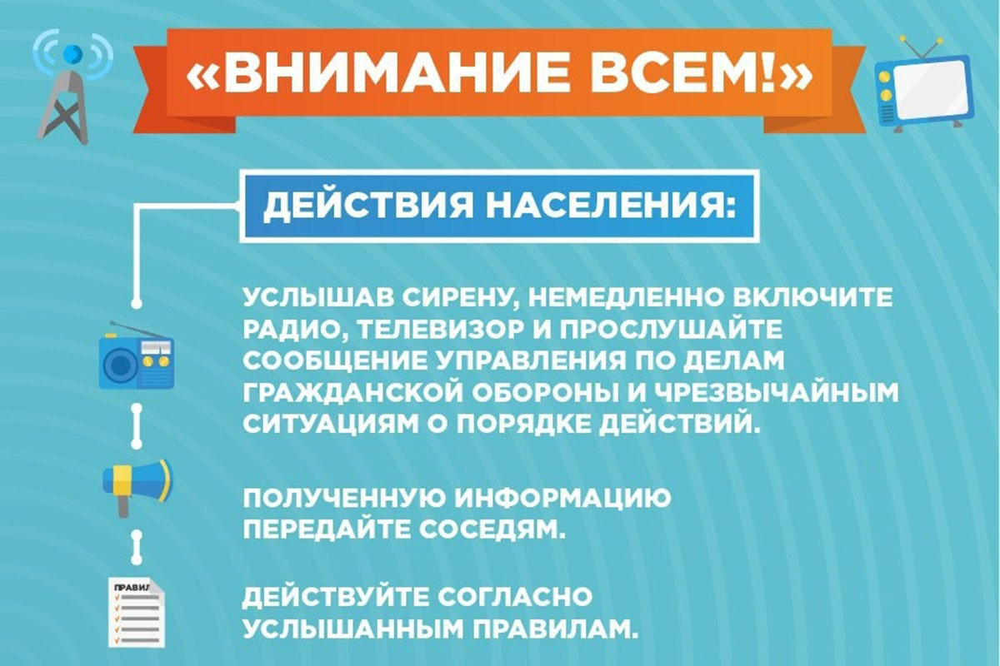 «ВНИМАНИЕ ВСЕМ!»
ДЕЙСТВИЯ НАСЕЛЕНИЯ:
УСЛЫШАВ СИРЕНУ, НЕМЕДЛЕННО ВКЛЮЧИТЕ
РАДИО, ТЕЛЕВИЗОР И ПРОСЛУШАЙТЕ
СООБЩЕНИЕ УПРАВЛЕНИЯ ПО ДЕЛАМ
ГРАЖДАНСКОЙ ОБОРОНЫ И ЧРЕЗВЫЧАЙНЫМ
СИТУАЦИЯМ О ПОРЯДКЕ ДЕЙСТВИЙ.
ПОЛУЧЕННУЮ ИНФОРМАЦИЮ
ПЕРЕДАЙТЕ СОСЕДЯМ.
ПРАВИЛ
ДЕЙСТВУЙТЕ СОГЛАСНО
УСЛЫШАННЫМ ПРАВИЛАМ.